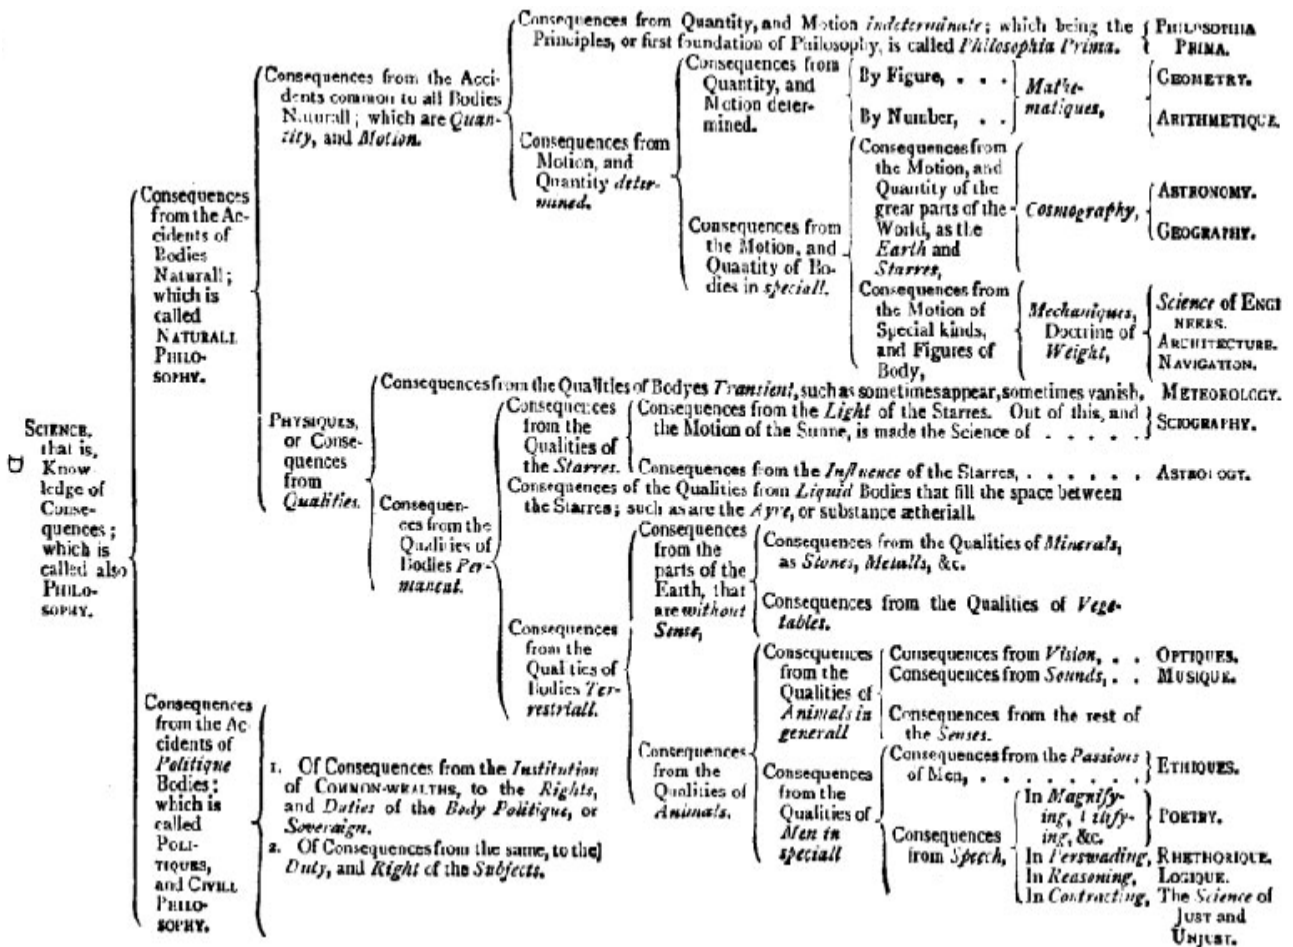 SCIENCE,
that is,
Know
ledge of
Conse-
quences;
which is
called also
PHILO-
SOPHY.
Consequences
from the Ac-
cidents of
Bodies
Naturall;
which is
called
NATURALL
PHILO-
SOPHY.
Consequences from the Acci-
dents common to all Bodies
Naturall; which are Quan-
tity, and Motion.
Consequences from Quantity, and Motion indeterminate; which being the
Principles, or first foundation of Philosophy, is called Philosophia Prima.
PHILOSOPHIA
PRIMA.
Consequences from
Motion, and
Quantity deter-
mined.
Consequences from
Quantity, and
Motion deter-
mined.
By Figure, . . .
By Number, . .
Mathe-
matiques,
GEOMETRY.
ARITHMETIQUE.
Consequences from
the Motion, and
Quantity of Bo-
dies in speciall.
Consequences from
the Motion, and
Quantity of the
great parts of the
World, as the
Earth and
Starres,
Cosmography,
ASTRONOMY.
GEOGRAPHY.
Consequences from
the Motion of
Special kinds,
and Figures of
Body,
Mechaniques,
Doctrine of
Weight,
Science of ENGI
NEERS.
ARCHITECTURE.
NAVIGATION.
PHYSIQUES,
or Conse-
quences
from
Qualities.
Consequences from the Qualities of Bodyes Transient, such as sometimes appear, sometimes vanish.
METEOROLOGY.
Consequen-
ces from the
Qualities of
Bodies Per-
manent.
Consequences
from the
Qualities of
the Starres.
Consequences from the Light of the Starres. Out of this, and
the Motion of the Sunne, is made the Science of . . . . .
SCIOGRAPHY.
Consequences from the Influence of the Starres, . . . . . .
ASTROLOGY.
Consequences of the Qualities from Liquid Bodies that fill the space between
the Starres; such as are the Ayre, or substance ætheriall.
Consequences
from the
Qualities of
Bodies Ter-
restriall.
Consequences
from the
parts of the
Earth, that
are without
Sense,
Consequences from the Qualities of Minerals,
as Stones, Metalls, &c.
Consequences from the Qualities of Vege-
tables.
Consequences
from the
Qualities of
Animals.
Consequences
from the
Qualities of
Animals in
generall
Consequences from Vision, . .
OPTIQUES.
Consequences from Sounds, . .
MUSIQUE.
Consequences from the rest of
the Senses.
Consequences
from the
Qualities of
Men in
speciall
Consequences from the Passions
of Men, . . . . . . . .
ETHIQUES.
Consequences
from Speech,
In Magnify-
ing, Vilify-
ing, &c.
POETRY.
In Perswading,
RHETHORIQUE.
In Reasoning,
LOGIQUE.
In Contracting,
The Science of
JUST and
UNJUST.
Consequences
from the Ac
cidents of
Politique
Bodies;
which is
called
POLI-
TIQUES,
and CIVILL
PHILO-
SOPHY.
1. Of Consequences from the Institution
of COMMON-WEALTHS, to the Rights,
and Duties of the Body Politique, or
Soveraign.
2. Of Consequences from the same, to the
Duty, and Right of the Subjects.